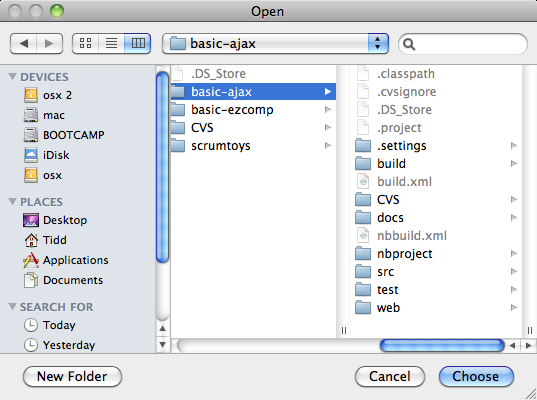 Open
basic-ajax
DEVICES
osx 2
mac
BOOTCAMP
iDisk
osx
PLACES
Desktop
Tidd
Applications
Documents
SEARCH FOR
Today
Yesterday
.DS_Store
basic-ajax
basic-ezcomp
CVS
scrumtoys
.classpath
.cvsignore
.DS_Store
.project
.settings
build
build.xml
CVS
docs
nbbuild.xml
nbproject
src
test
web
New Folder
Cancel
Choose